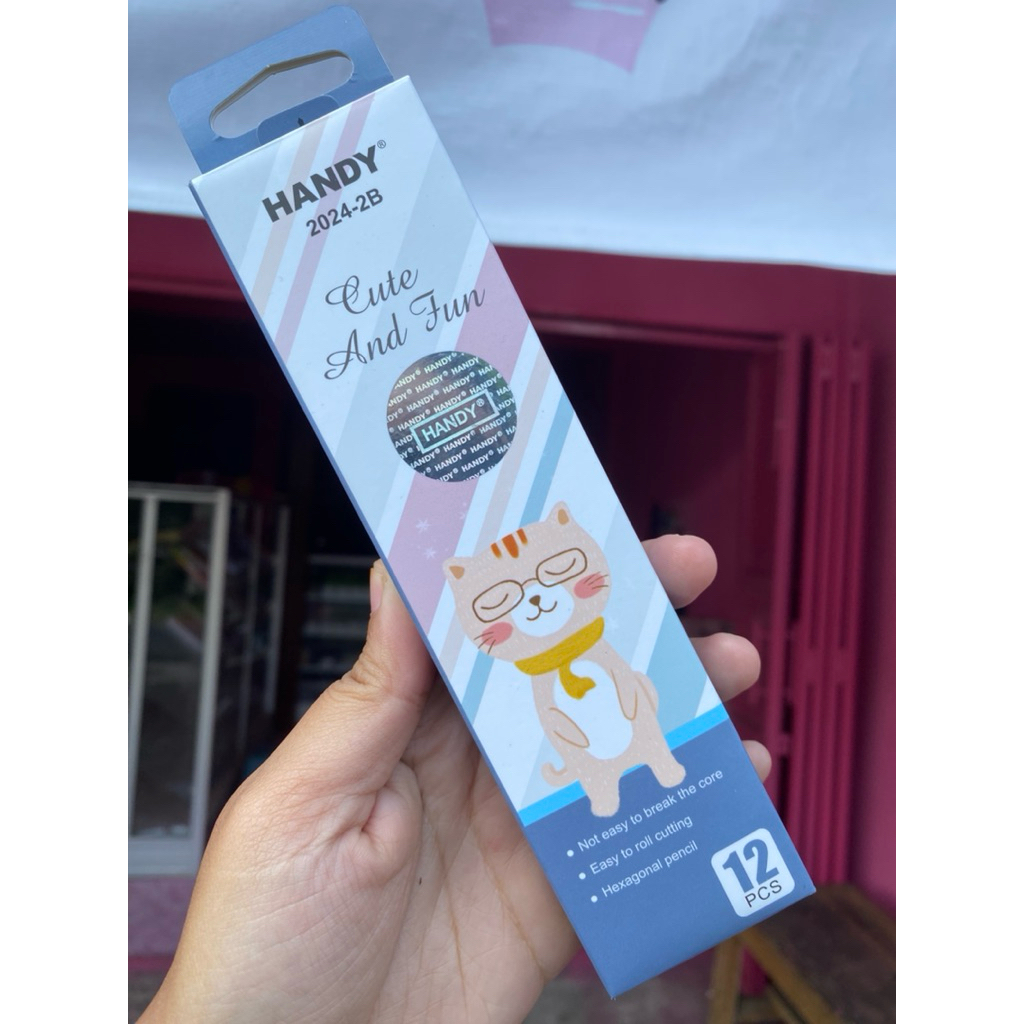 HANDY®
2024-2B
Cute
And Fun
HANDY®
• Not easy to break the core
• Easy to roll cutting
• Hexagonal pencil
12
PCS